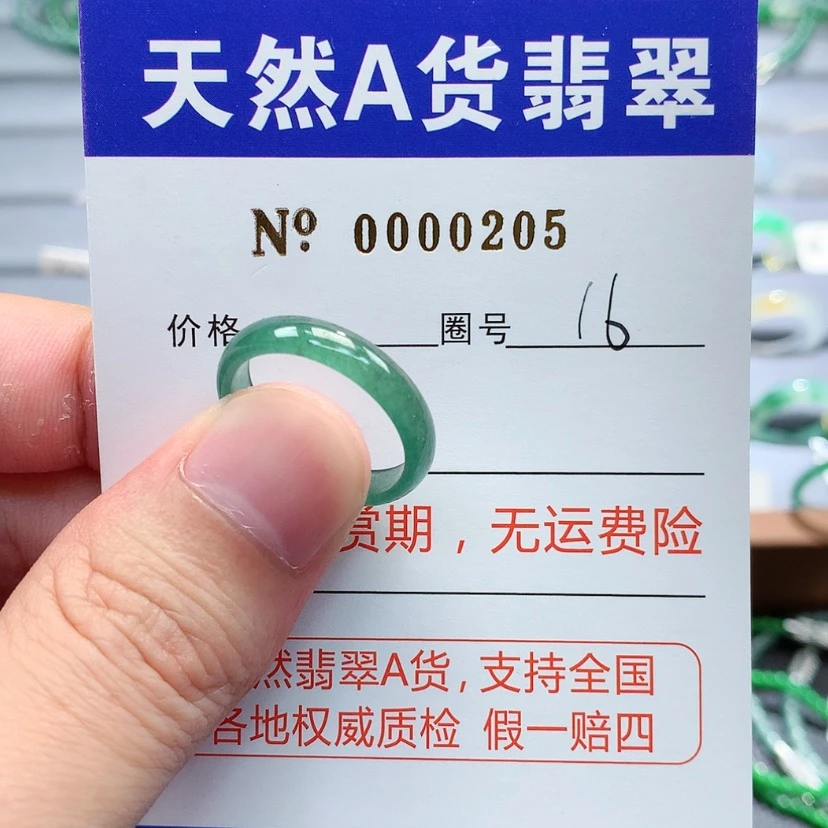 天然A货翡翠
Nº. 0000205
价格 圈号 16
赏期，无运费险
然翡翠A货，支持全国
各地权威质检 假一赔四